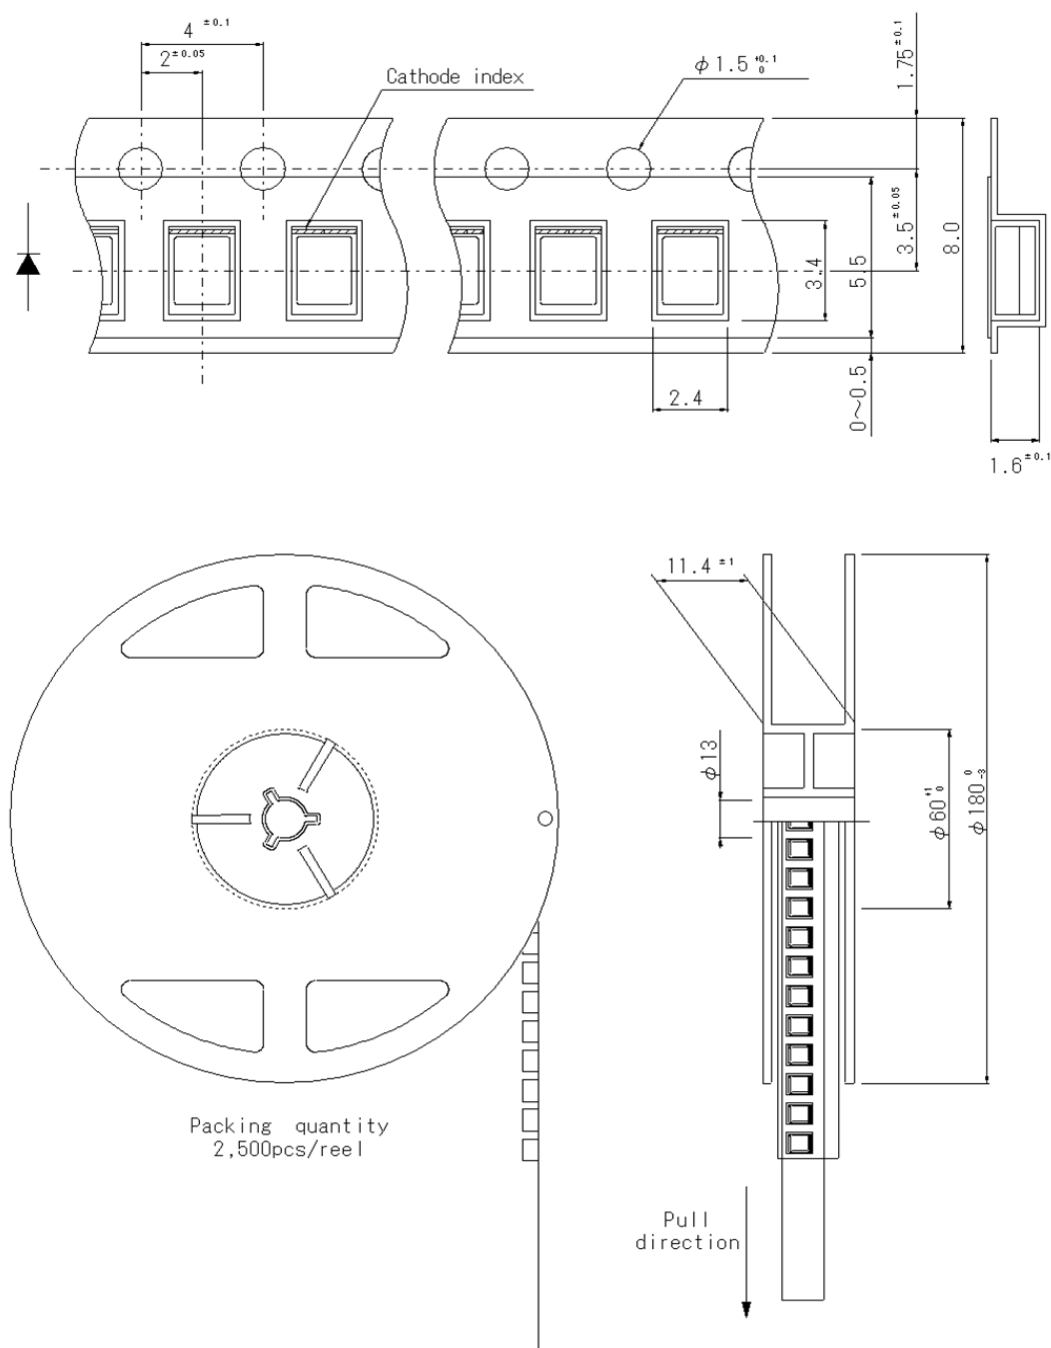 4 ±0.1
2±0.05
Cathode index
φ1.5 +0.1 0
1.75±0.1
3.5±0.05
8.0
5.5
3.4
2.4
0～0.5
1.6±0.1
11.4 ±1
φ13
φ60 +1 0
φ180 0 -3
Packing quantity
2,500pcs/reel
Pull
direction